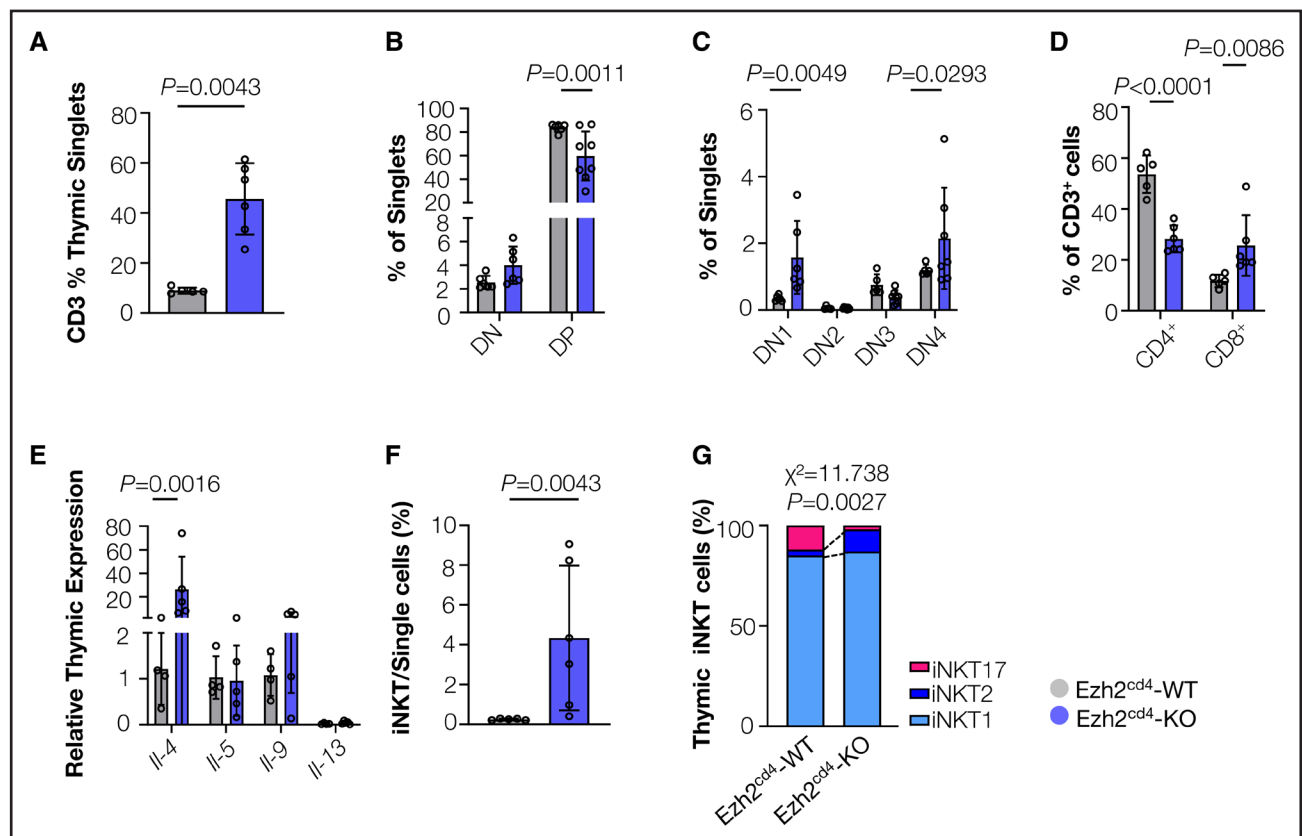 A
P=0.0043
CD3 % Thymic Singlets
80
60
40
20
0
B
P=0.0011
% of Singlets
100
80
60
40
20
8
6
4
2
0
DN
DP
C
P=0.0049
P=0.0293
% of Singlets
6
4
2
0
DN1
DN2
DN3
DN4
D
P=0.0086
P<0.0001
% of CD3⁺ cells
80
60
40
20
0
CD4⁺
CD8⁺
E
P=0.0016
Relative Thymic Expression
80
60
40
20
2
1
0
Il-4
Il-5
Il-9
Il-13
F
P=0.0043
iNKT/Single cells (%)
10
8
6
4
2
0
G
χ²=11.738
P=0.0027
Thymic iNKT cells (%)
100
50
0
Ezh2ᶜᵈ⁴-WT
Ezh2ᶜᵈ⁴-KO
iNKT17
iNKT2
iNKT1
Ezh2ᶜᵈ⁴-WT
Ezh2ᶜᵈ⁴-KO